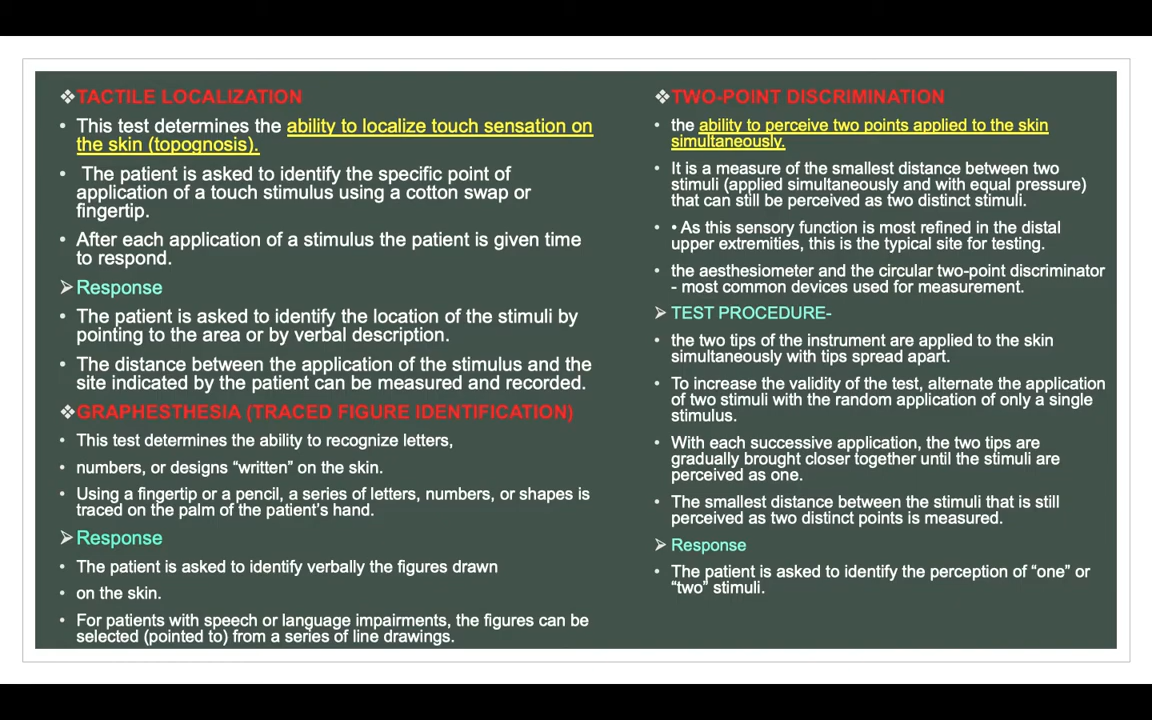 ❖TACTILE LOCALIZATION
• This test determines the ability to localize touch sensation on
the skin (topognosis).
• The patient is asked to identify the specific point of
application of a touch stimulus using a cotton swap or
fingertip.
• After each application of a stimulus the patient is given time
to respond.
➢Response
• The patient is asked to identify the location of the stimuli by
pointing to the area or by verbal description.
• The distance between the application of the stimulus and the
site indicated by the patient can be measured and recorded.
❖GRAPHESTHESIA (TRACED FIGURE IDENTIFICATION)
• This test determines the ability to recognize letters,
• numbers, or designs “written” on the skin.
• Using a fingertip or a pencil, a series of letters, numbers, or shapes is
traced on the palm of the patient’s hand.
➢Response
• The patient is asked to identify verbally the figures drawn
• on the skin.
• For patients with speech or language impairments, the figures can be
selected (pointed to) from a series of line drawings.
❖TWO-POINT DISCRIMINATION
• the ability to perceive two points applied to the skin
simultaneously.
• It is a measure of the smallest distance between two
stimuli (applied simultaneously and with equal pressure)
that can still be perceived as two distinct stimuli.
• • As this sensory function is most refined in the distal
upper extremities, this is the typical site for testing.
• the aesthesiometer and the circular two-point discriminator
- most common devices used for measurement.
➢ TEST PROCEDURE-
• the two tips of the instrument are applied to the skin
simultaneously with tips spread apart.
• To increase the validity of the test, alternate the application
of two stimuli with the random application of only a single
stimulus.
• With each successive application, the two tips are
gradually brought closer together until the stimuli are
perceived as one.
• The smallest distance between the stimuli that is still
perceived as two distinct points is measured.
➢ Response
• The patient is asked to identify the perception of “one” or
“two” stimuli.